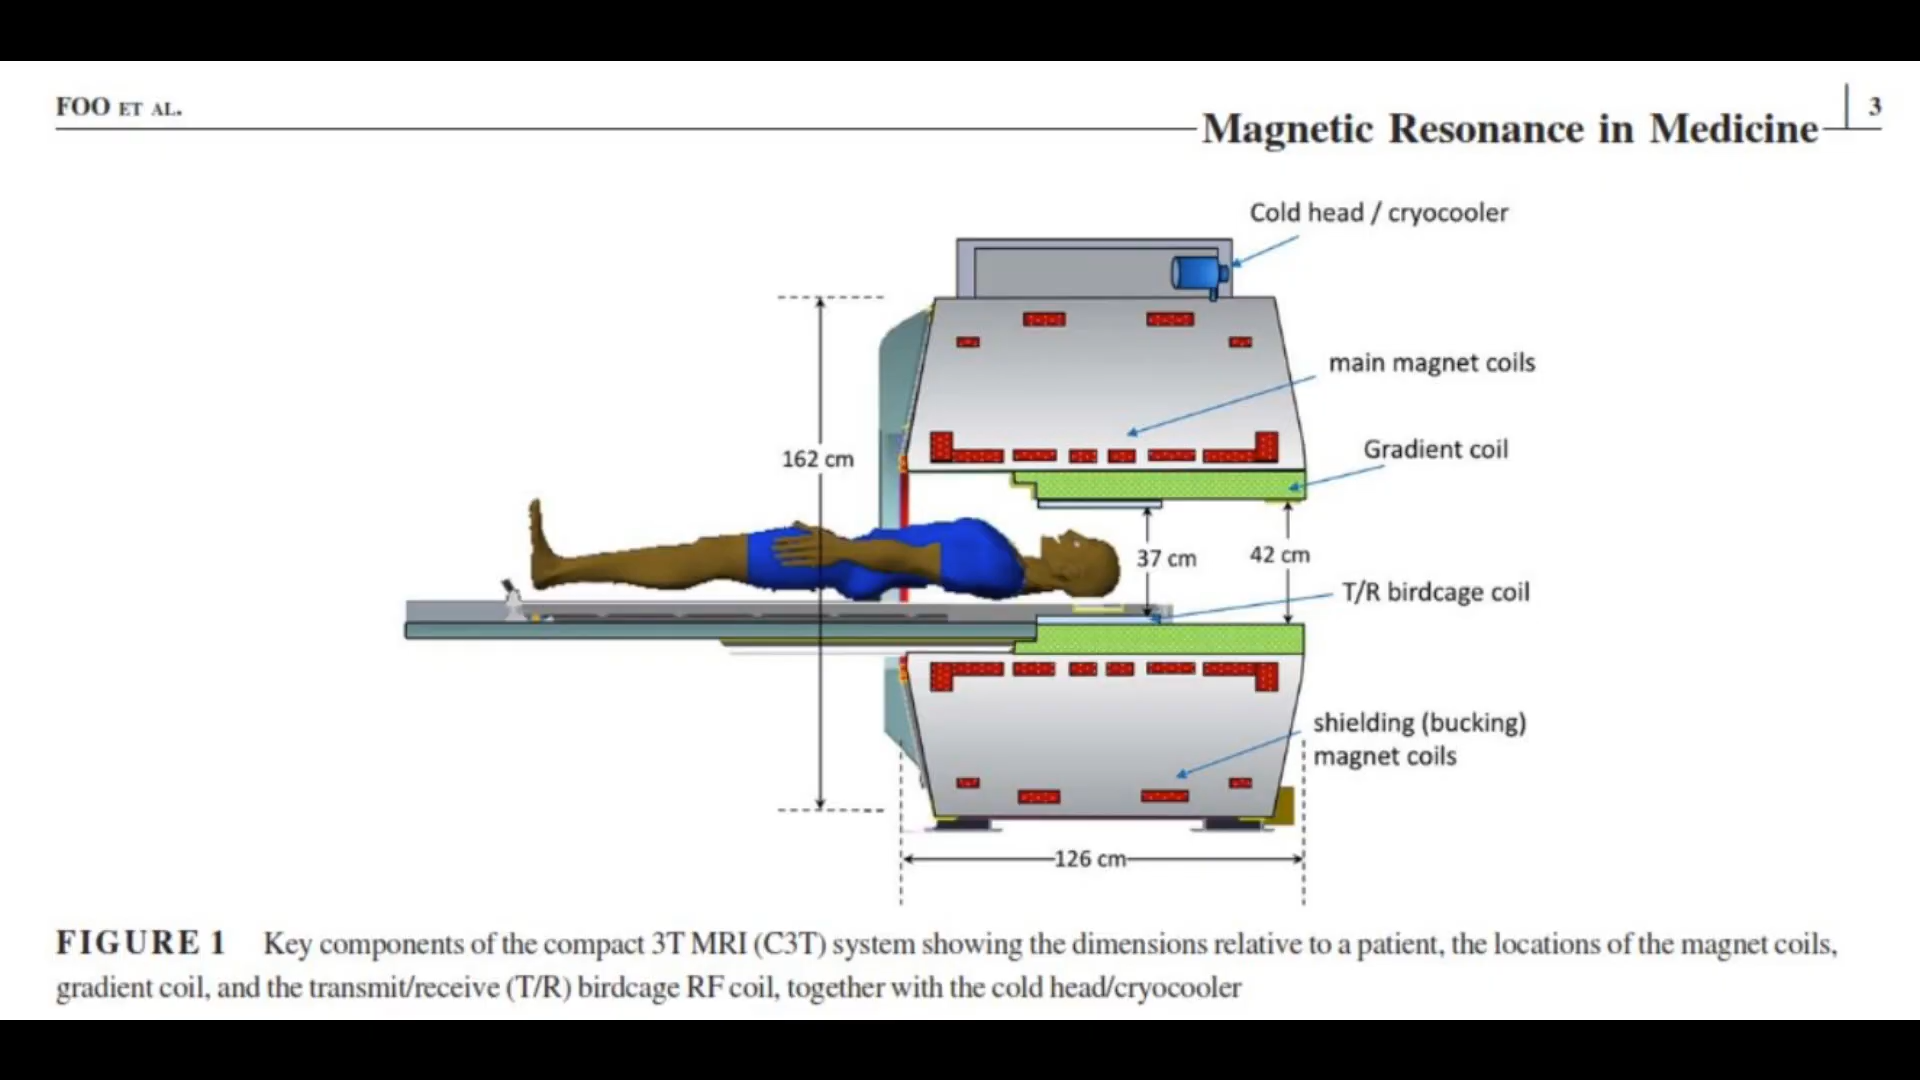 FOO ET AL.
Magnetic Resonance in Medicine
3
Cold head / cryocooler
main magnet coils
Gradient coil
162 cm
37 cm
42 cm
T/R birdcage coil
shielding (bucking)
magnet coils
126 cm
FIGURE 1 Key components of the compact 3T MRI (C3T) system showing the dimensions relative to a patient, the locations of the magnet coils,
gradient coil, and the transmit/receive (T/R) birdcage RF coil, together with the cold head/cryocooler